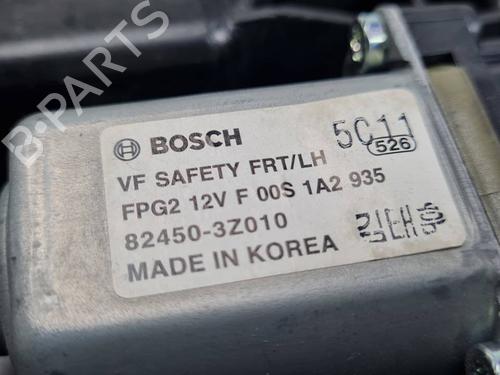 BOSCH
5C11
526
VF SAFETY FRT/LH
FPG2 12V F 00S 1A2 935
82450-3Z010
MADE IN KOREA
B-PARTS